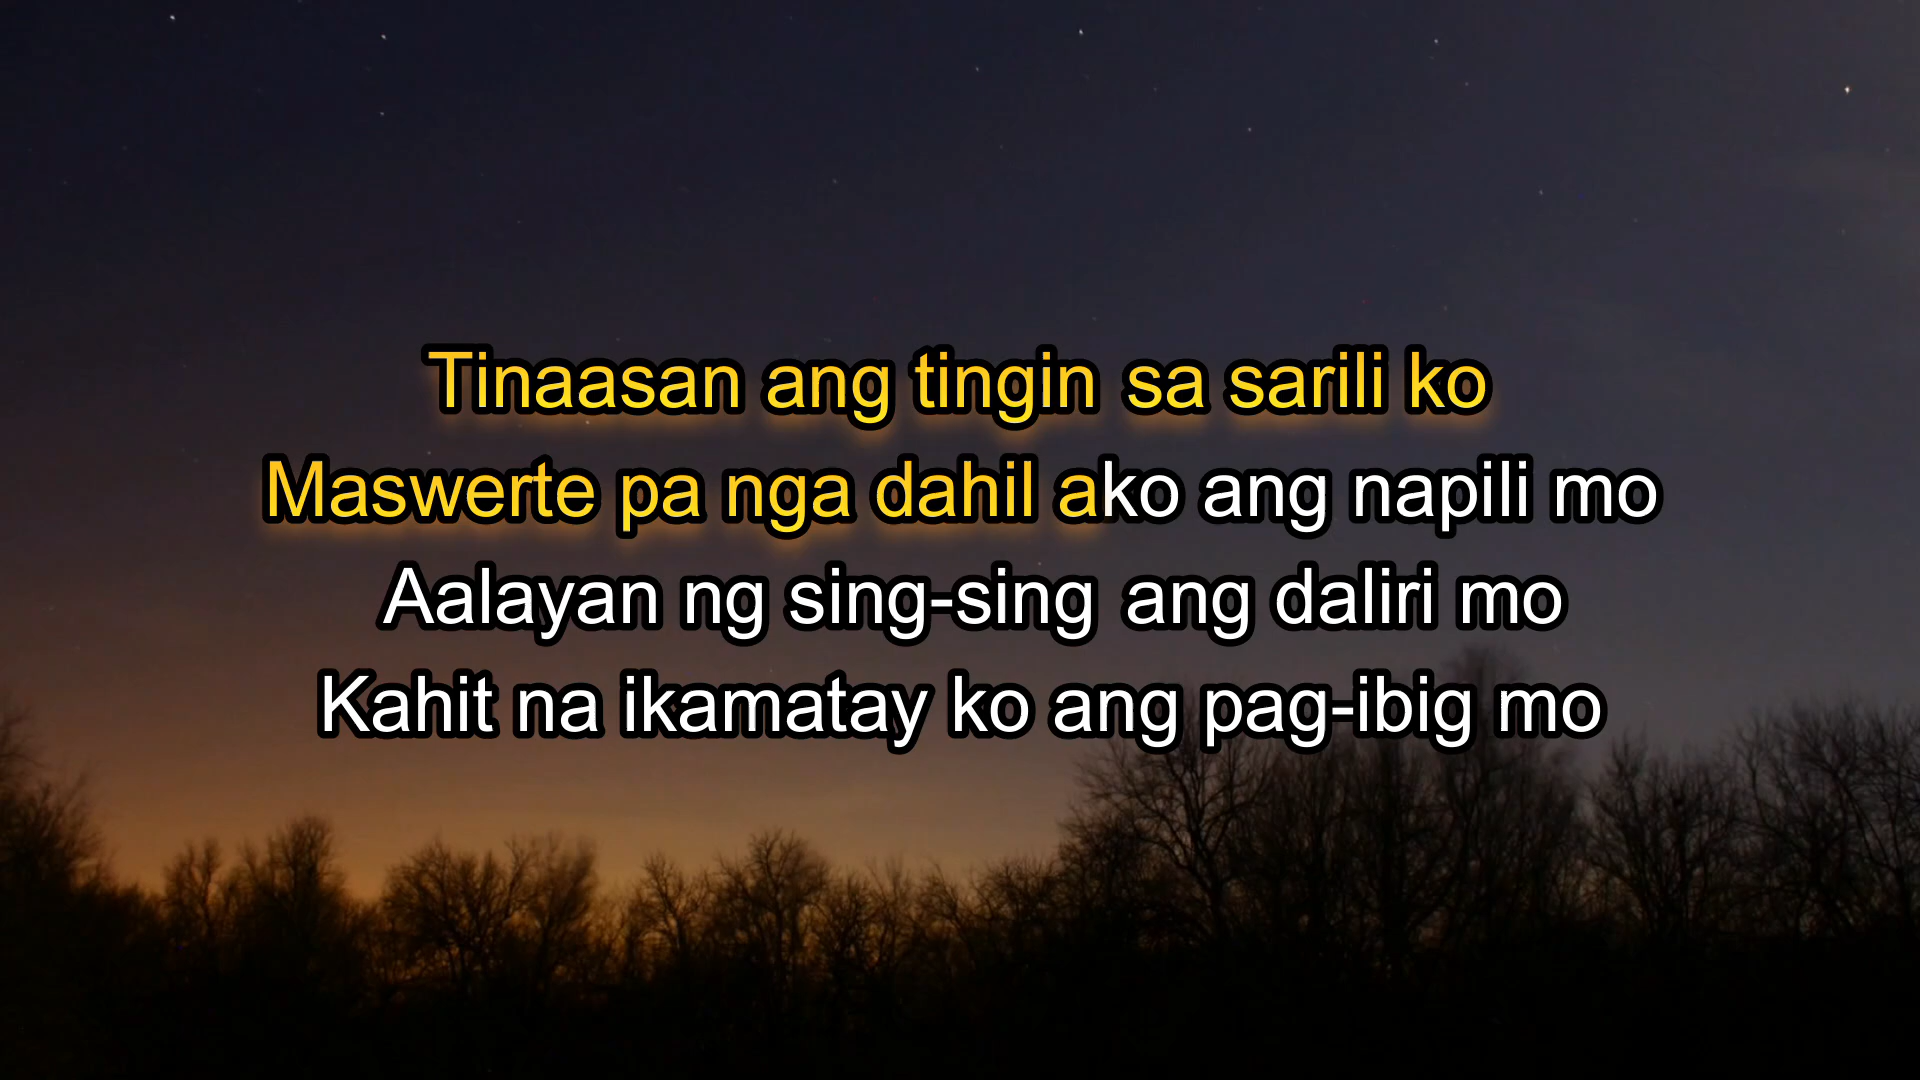 Tinaasan ang tingin sa sarili ko
Maswerte pa nga dahil ako ang napili mo
Aalayan ng sing-sing ang daliri mo
Kahit na ikamatay ko ang pag-ibig mo